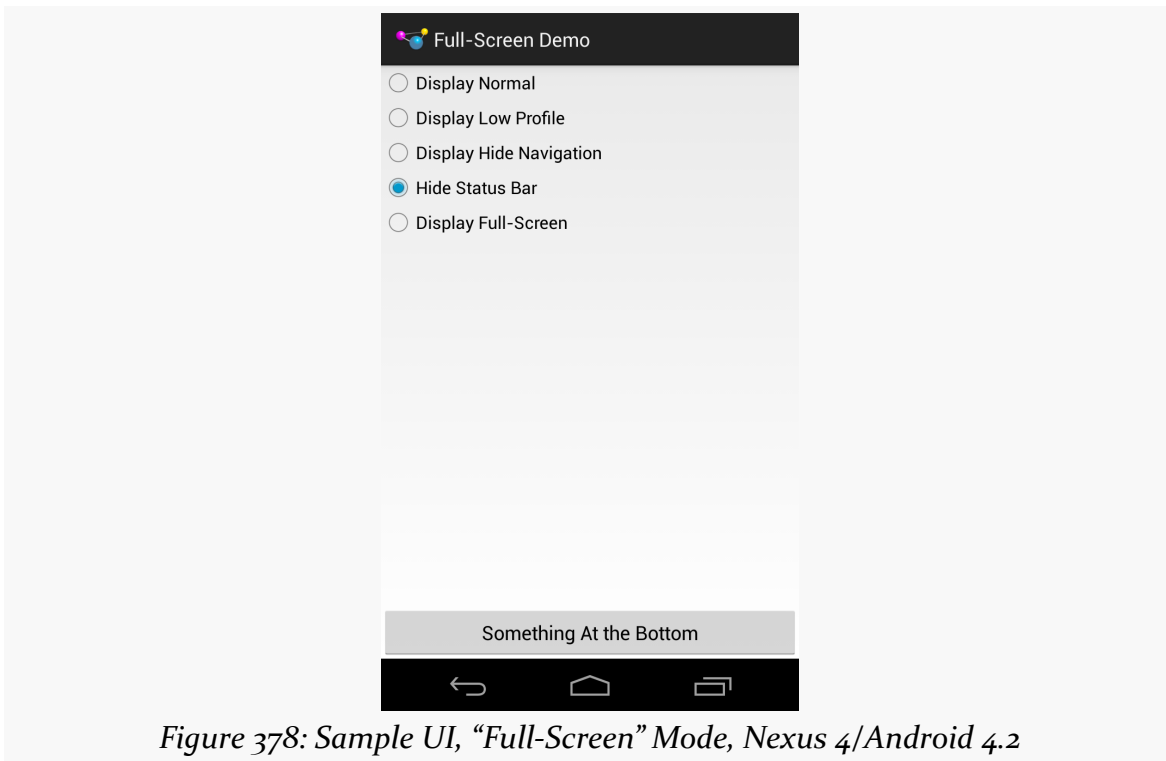 Full-Screen Demo
Display Normal
Display Low Profile
Display Hide Navigation
Hide Status Bar
Display Full-Screen
Something At the Bottom
Figure 378: Sample UI, “Full-Screen” Mode, Nexus 4/Android 4.2